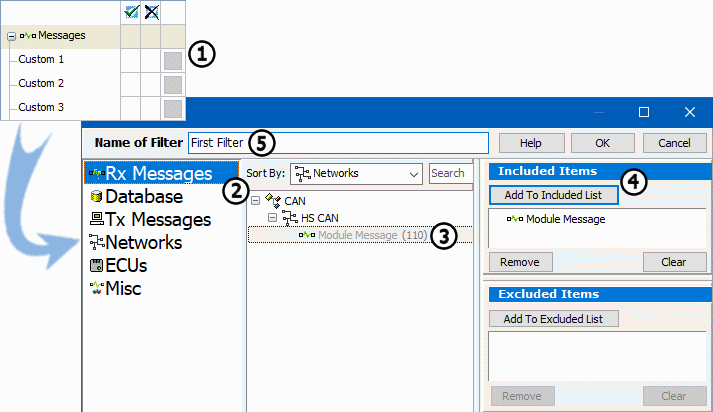 Messages
1
Custom 1
Custom 2
Custom 3
Name of Filter First Filter 5 Help OK Cancel
Rx Messages
Database
Tx Messages
Networks
ECUs
Misc
2
Sort By: Networks Search
CAN
HS CAN
Module Message (110) 3
Included Items
Add To Included List 4
Module Message
Remove Clear
Excluded Items
Add To Excluded List
Remove Clear